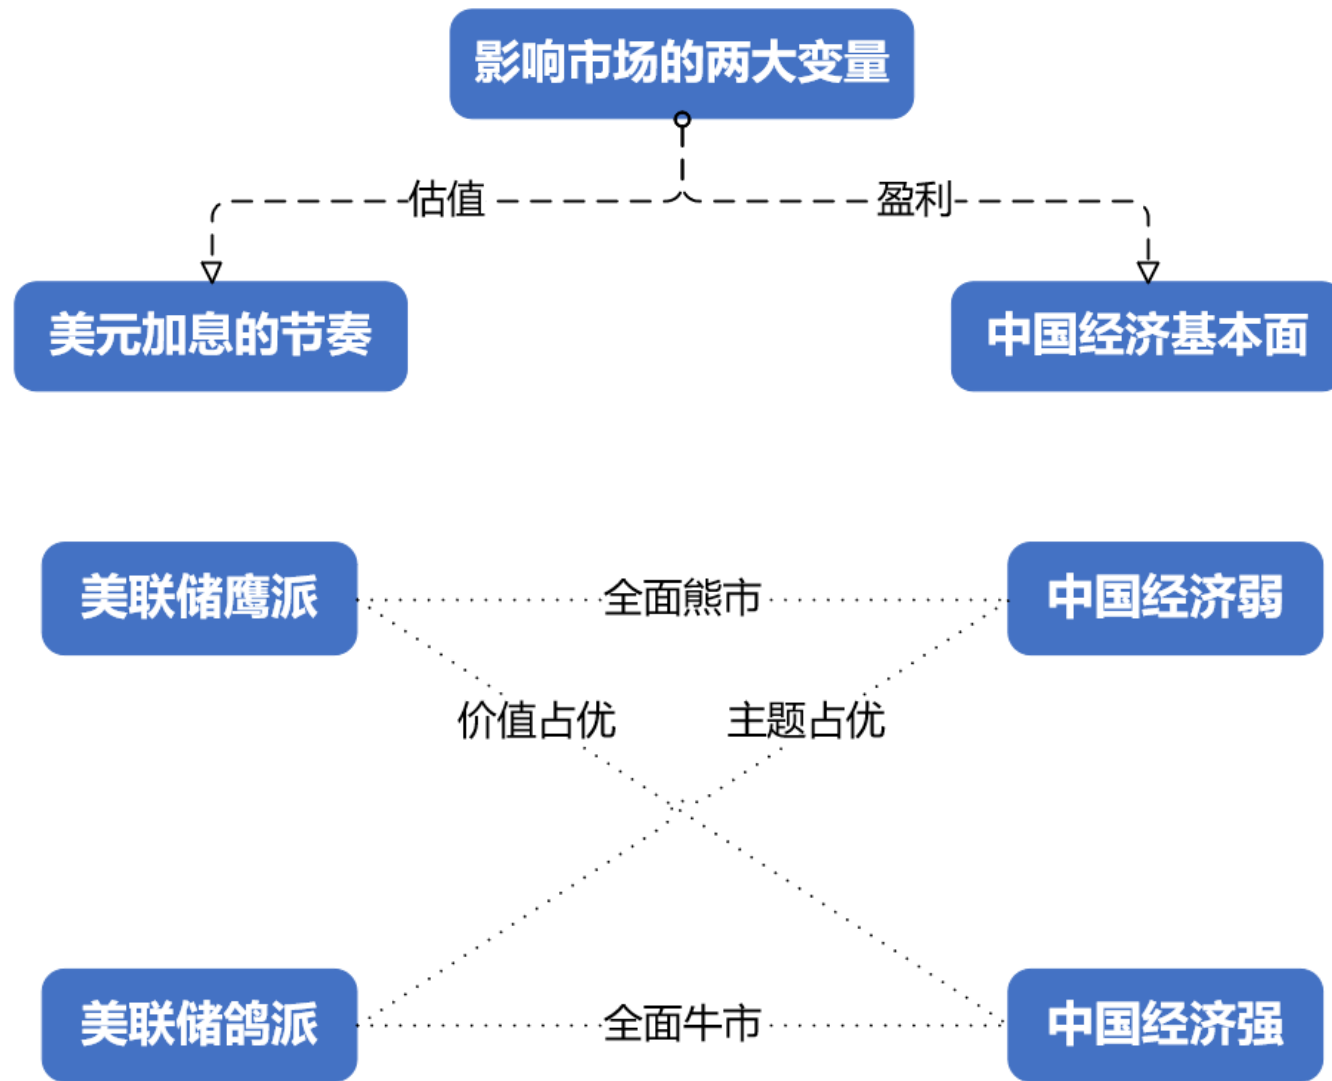 影响市场的两大变量
估值
盈利
美元加息的节奏
中国经济基本面
美联储鹰派
全面熊市
中国经济弱
价值占优
主题占优
美联储鸽派
全面牛市
中国经济强